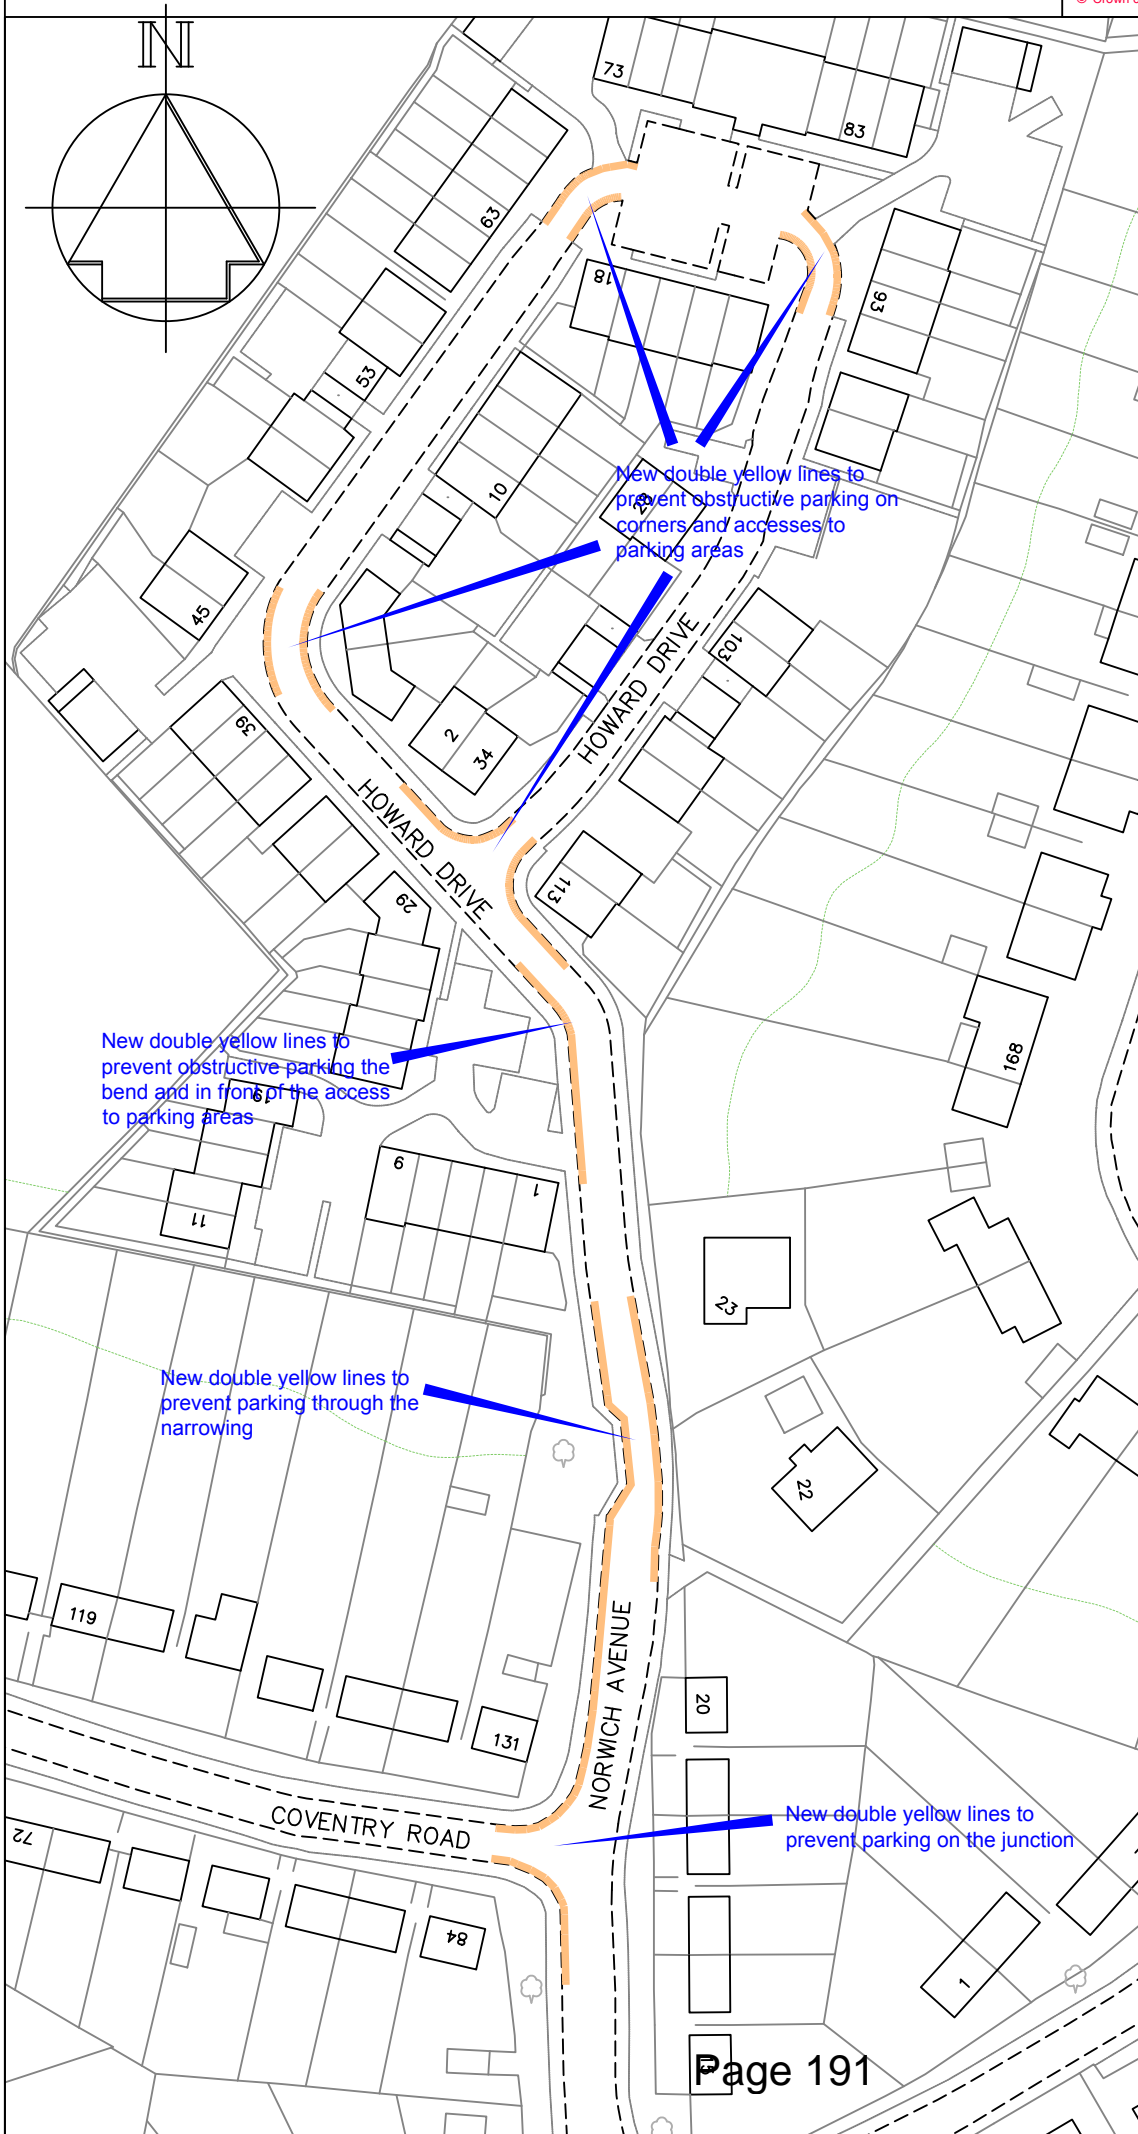 N
73
83
63
18
93
53
New double yellow lines to
prevent obstructive parking on
corners and accesses to
parking areas
10
28
45
103
HOWARD DRIVE
39
2
34
HOWARD DRIVE
113
29
168
New double yellow lines to
prevent obstructive parking the
bend and in front of the access
to parking areas
19
9
1
11
23
New double yellow lines to
prevent parking through the
narrowing
22
119
NORWICH AVENUE
20
131
COVENTRY ROAD
New double yellow lines to
prevent parking on the junction
72
84
1
Page 191